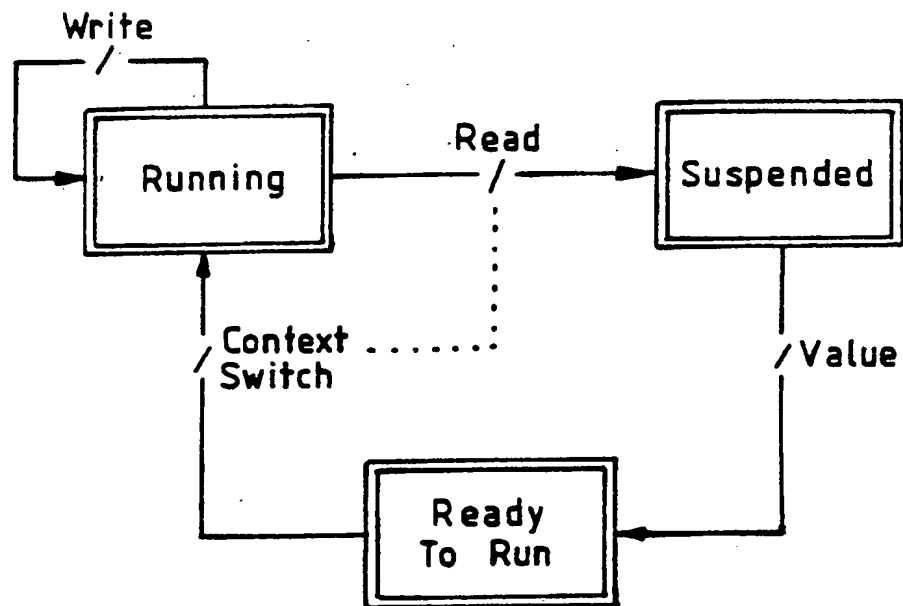 Write
Read
Running
Suspended
Context
Switch
Value
Ready
To Run